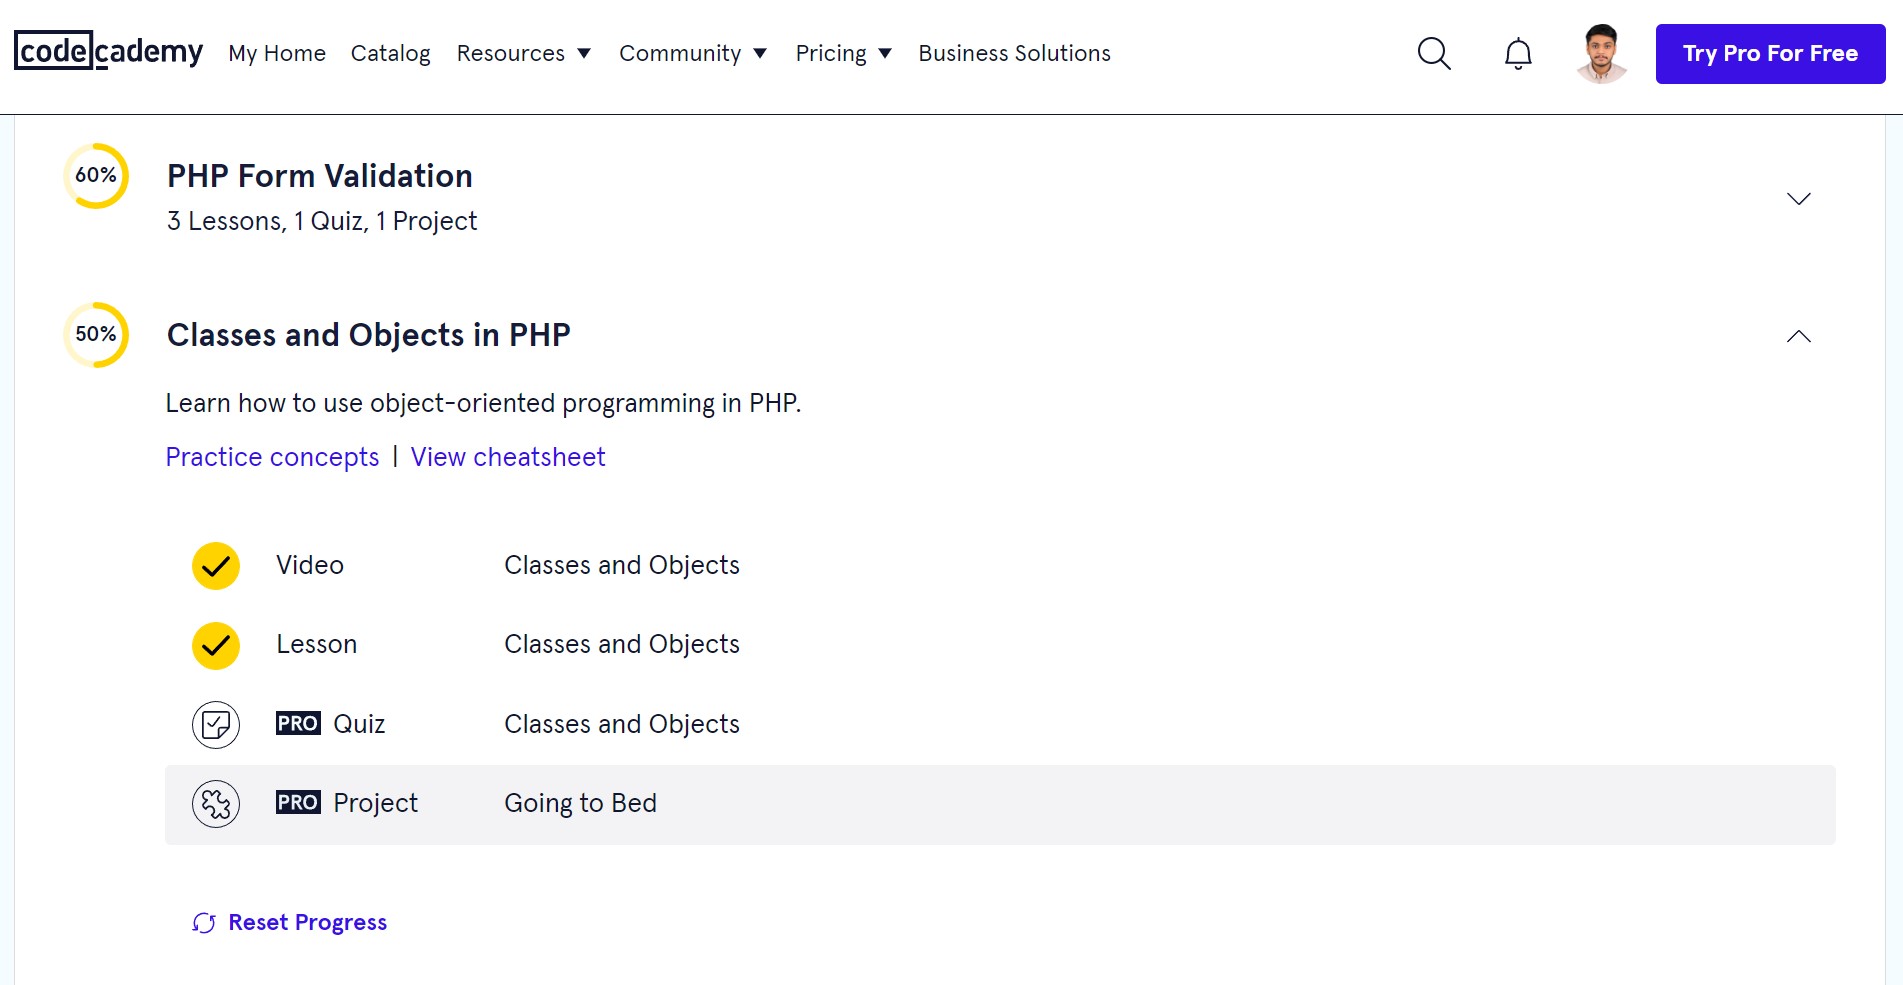 codecademy My Home Catalog Resources Community Pricing Business Solutions Try Pro For Free
60% PHP Form Validation
3 Lessons, 1 Quiz, 1 Project
50% Classes and Objects in PHP
Learn how to use object-oriented programming in PHP.
Practice concepts | View cheatsheet
Video Classes and Objects
Lesson Classes and Objects
PRO Quiz Classes and Objects
PRO Project Going to Bed
Reset Progress